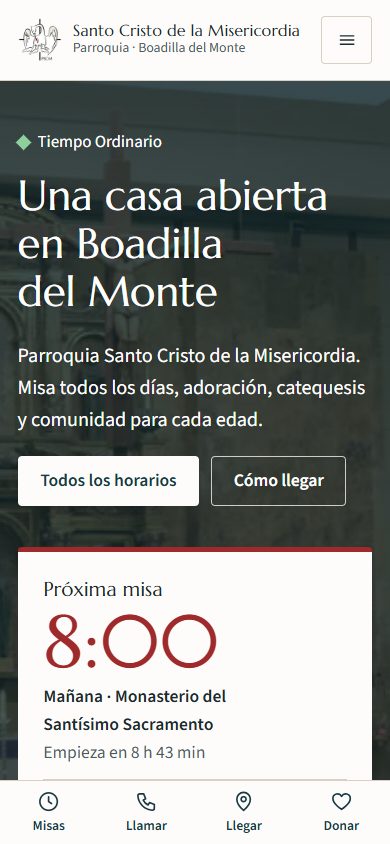 Santo Cristo de la Misericordia
Parroquia · Boadilla del Monte
Tiempo Ordinario
Una casa abierta
en Boadilla
del Monte
Parroquia Santo Cristo de la Misericordia.
Misa todos los días, adoración, catequesis
y comunidad para cada edad.
Todos los horarios
Cómo llegar
Próxima misa
8:00
Mañana · Monasterio del
Santísimo Sacramento
Empieza en 8 h 43 min
Misas
Llamar
Llegar
Donar